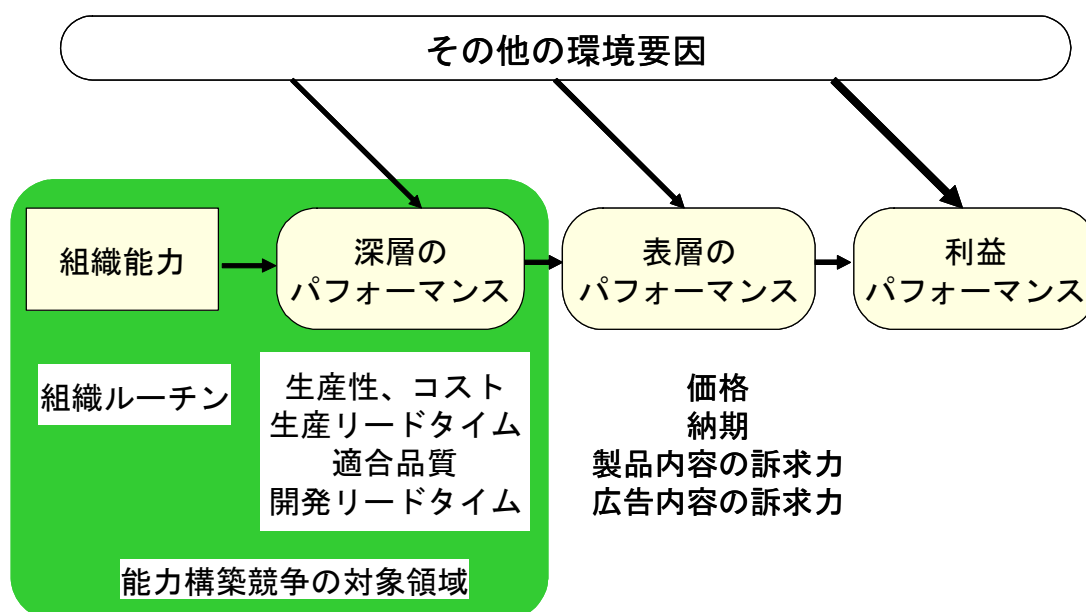 その他の環境要因
組織能力
深層の
パフォーマンス
表層の
パフォーマンス
利益
パフォーマンス
組織ルーチン
生産性、コスト
生産リードタイム
適合品質
開発リードタイム
価格
納期
製品内容の訴求力
広告内容の訴求力
能力構築競争の対象領域